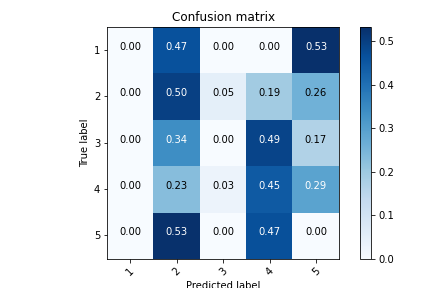 Confusion matrix
1 0.00 0.47 0.00 0.00 0.53
2 0.00 0.50 0.05 0.19 0.26
3 0.00 0.34 0.00 0.49 0.17
4 0.00 0.23 0.03 0.45 0.29
5 0.00 0.53 0.00 0.47 0.00
True label
1 2 3 4 5
Predicted label
0.5
0.4
0.3
0.2
0.1
0.0